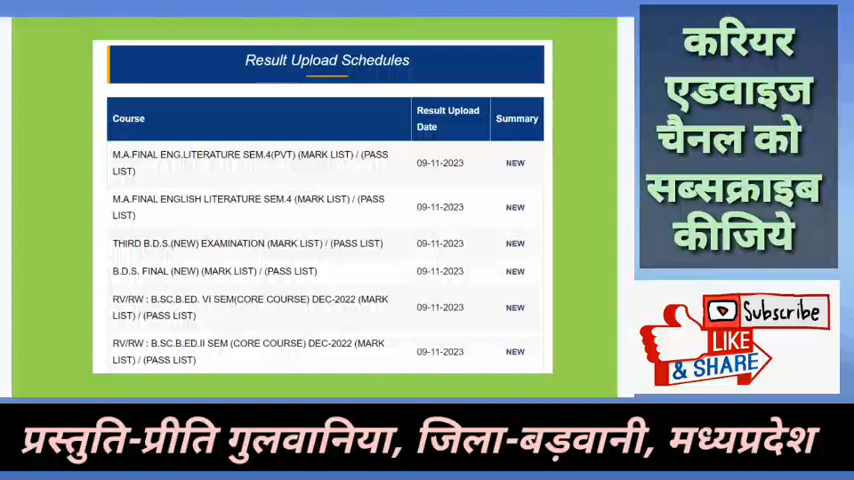 Result Upload Schedules
Course
Result Upload
Date
Summary
M.A.FINAL ENG.LITERATURE SEM.4(PVT) (MARK LIST) / (PASS
LIST)
09-11-2023
NEW
M.A.FINAL ENGLISH LITERATURE SEM.4 (MARK LIST) / (PASS
LIST)
09-11-2023
NEW
THIRD B.D.S.(NEW) EXAMINATION (MARK LIST) / (PASS LIST)
09-11-2023
NEW
B.D.S. FINAL (NEW) (MARK LIST) / (PASS LIST)
09-11-2023
NEW
RV/RW : B.SC.B.ED. VI SEM(CORE COURSE) DEC-2022 (MARK
LIST) / (PASS LIST)
09-11-2023
NEW
RV/RW : B.SC.B.ED.II SEM (CORE COURSE) DEC-2022 (MARK
LIST) / (PASS LIST)
09-11-2023
NEW
करियर
एडवाइज
चैनल को
सब्सक्राइब
कीजिये
Subscribe
LIKE
& SHARE
प्रस्तुति-प्रीति गुलवानिया, जिला-बड़वानी, मध्यप्रदेश